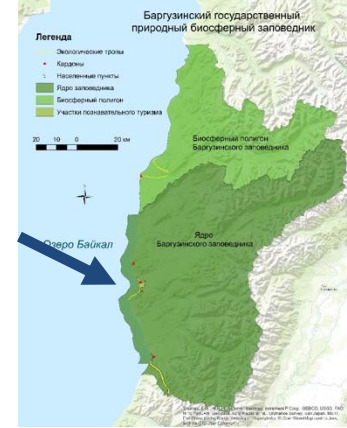 Баргузинский государственный
природный биосферный заповедник
Легенда
Экологические тропы
Кордоны
Населенные пункты
Ядро заповедника
Биосферный полигон
Участки познавательного туризма
20 10 0 20 км
Биосферный полигон
Баргузинского заповедника
Озеро Байкал
Ядро
Баргузинского заповедника